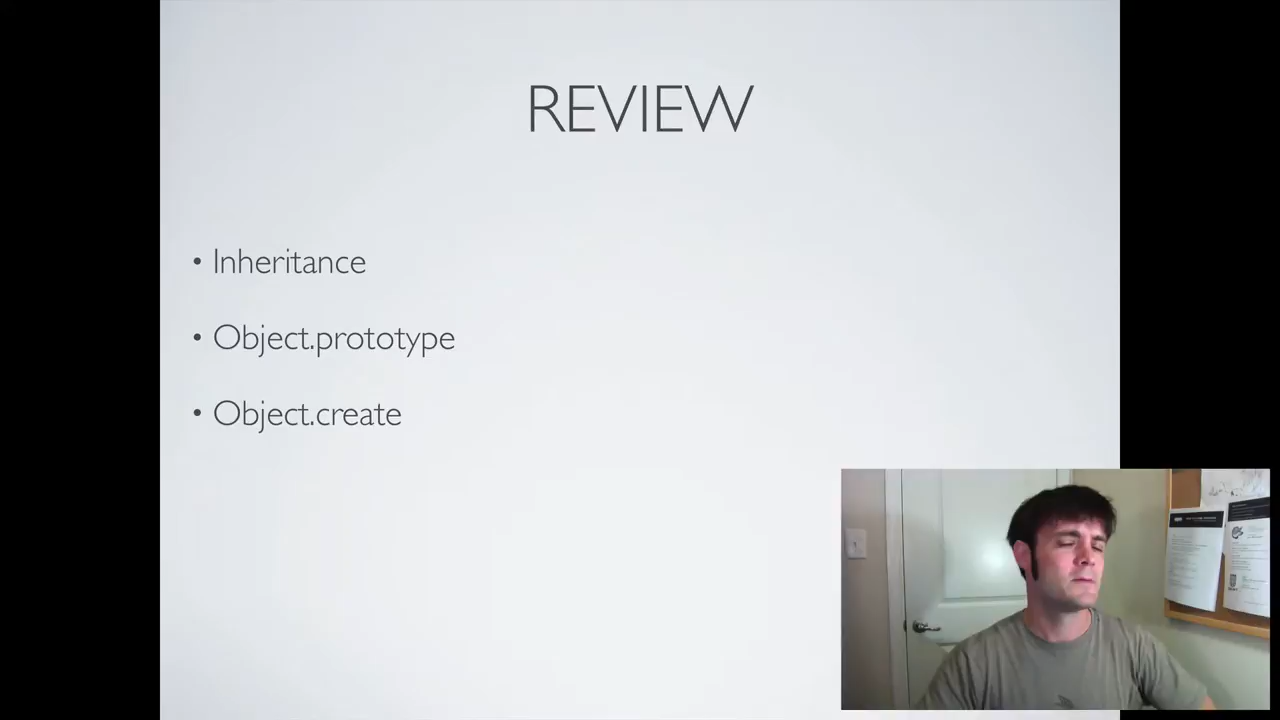 REVIEW
• Inheritance
• Object.prototype
• Object.create